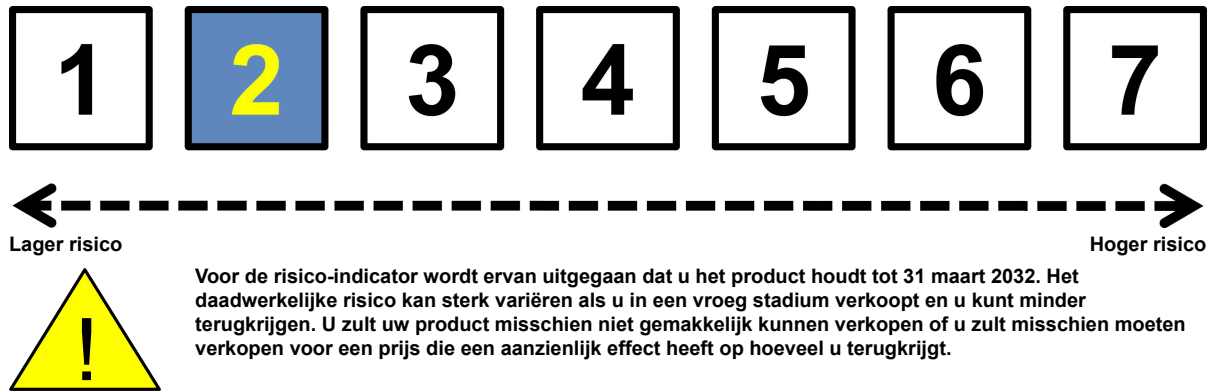 1 2 3 4 5 6 7
Lager risico Hoger risico
Voor de risico-indicator wordt ervan uitgegaan dat u het product houdt tot 31 maart 2032. Het
daadwerkelijke risico kan sterk variëren als u in een vroeg stadium verkoopt en u kunt minder
terugkrijgen. U zult uw product misschien niet gemakkelijk kunnen verkopen of u zult misschien moeten
verkopen voor een prijs die een aanzienlijk effect heeft op hoeveel u terugkrijgt.
!